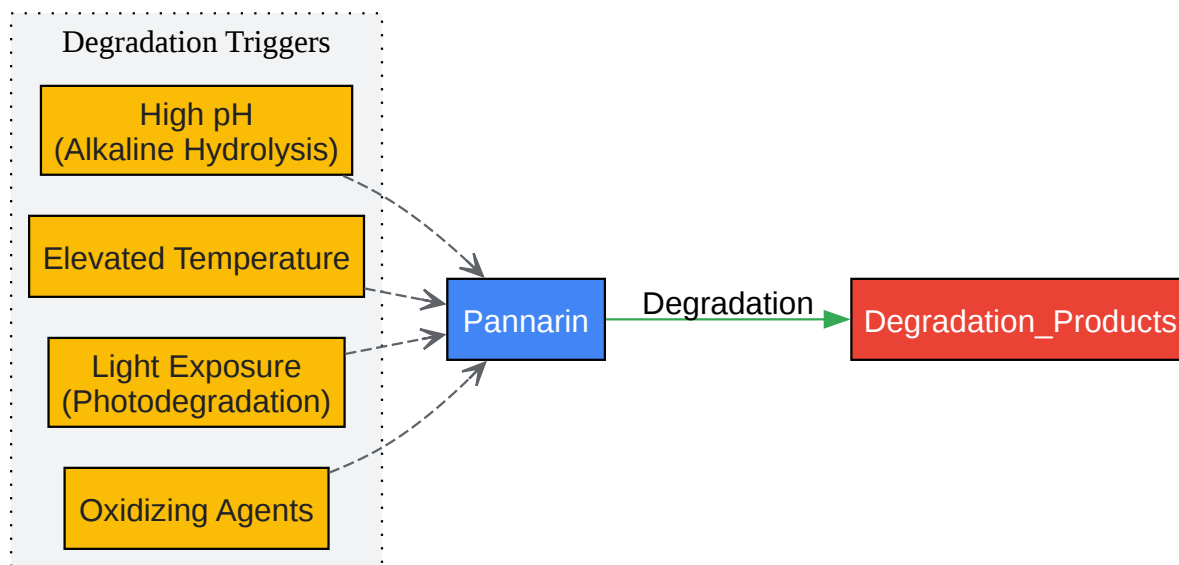 Degradation Triggers
High pH
(Alkaline Hydrolysis)
Elevated Temperature
Light Exposure
(Photodegradation)
Oxidizing Agents
Pannarin
Degradation
Degradation_Products